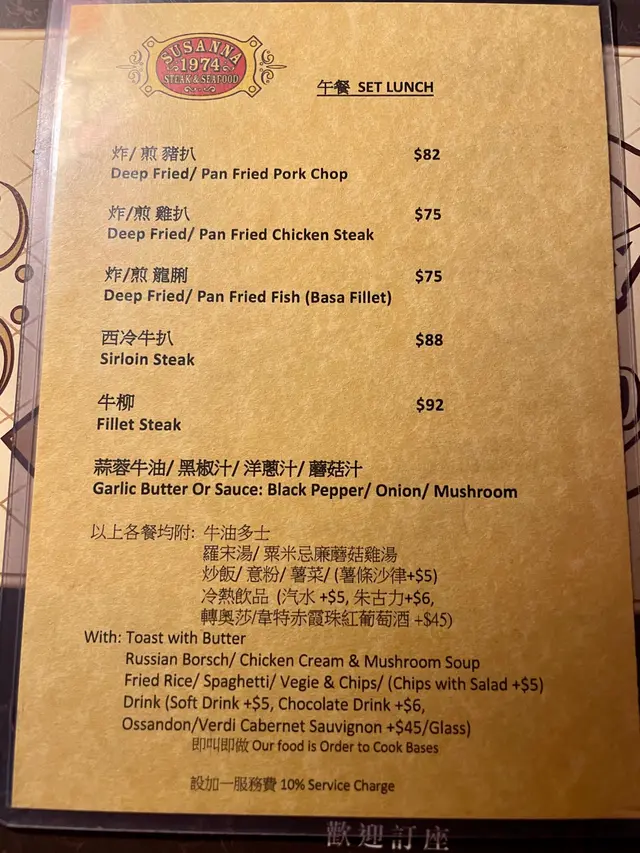 SUSANNA
1974
STEAK & SEAFOOD
午餐 SET LUNCH
炸/ 煎 豬扒 $82
Deep Fried/ Pan Fried Pork Chop
炸/煎 雞扒 $75
Deep Fried/ Pan Fried Chicken Steak
炸/煎 龍脷 $75
Deep Fried/ Pan Fried Fish (Basa Fillet)
西冷牛扒 $88
Sirloin Steak
牛柳 $92
Fillet Steak
蒜蓉牛油/ 黑椒汁/ 洋蔥汁/ 蘑菇汁
Garlic Butter Or Sauce: Black Pepper/ Onion/ Mushroom
以上各餐均附: 牛油多士
羅宋湯/ 粟米忌廉蘑菇雞湯
炒飯/ 意粉/ 薯菜/ (薯條沙律+$5)
冷熱飲品 (汽水 +$5, 朱古力+$6,
轉奧莎/韋特赤霞珠紅葡萄酒 +$45)
With: Toast with Butter
Russian Borsch/ Chicken Cream & Mushroom Soup
Fried Rice/ Spaghetti/ Vegie & Chips/ (Chips with Salad +$5)
Drink (Soft Drink +$5, Chocolate Drink +$6,
Ossandon/Verdi Cabernet Sauvignon +$45/Glass)
即叫即做 Our food is Order to Cook Bases
設加一服務費 10% Service Charge
歡迎訂座